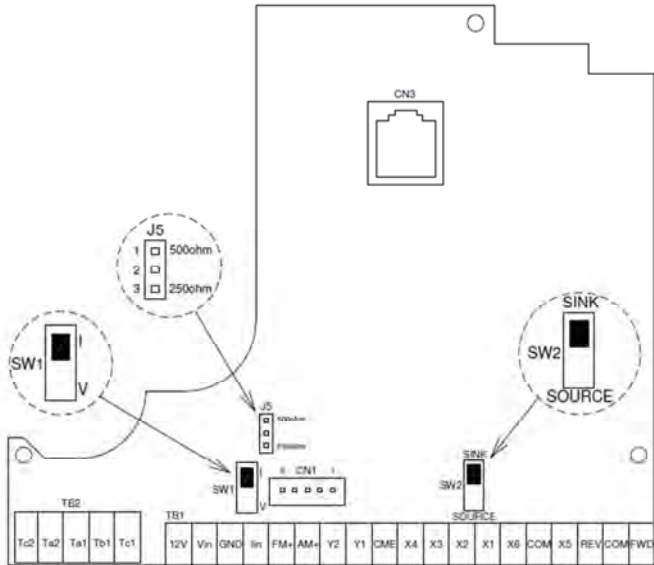 CN3
J5
1 500ohm
2
3 250ohm
SINK
SW2
SOURCE
I
SW1
V
J5
500ohm
CN1
I
SW1
V
SINK
SW2
SOURCE
TB2
TB1
Tc2 Ta2 Ta1 Tb1 Tc1
12V Vin GND Iin FM+ AM+ Y2 Y1 CME X4 X3 X2 X1 X6 COM X5 REV COM FWD